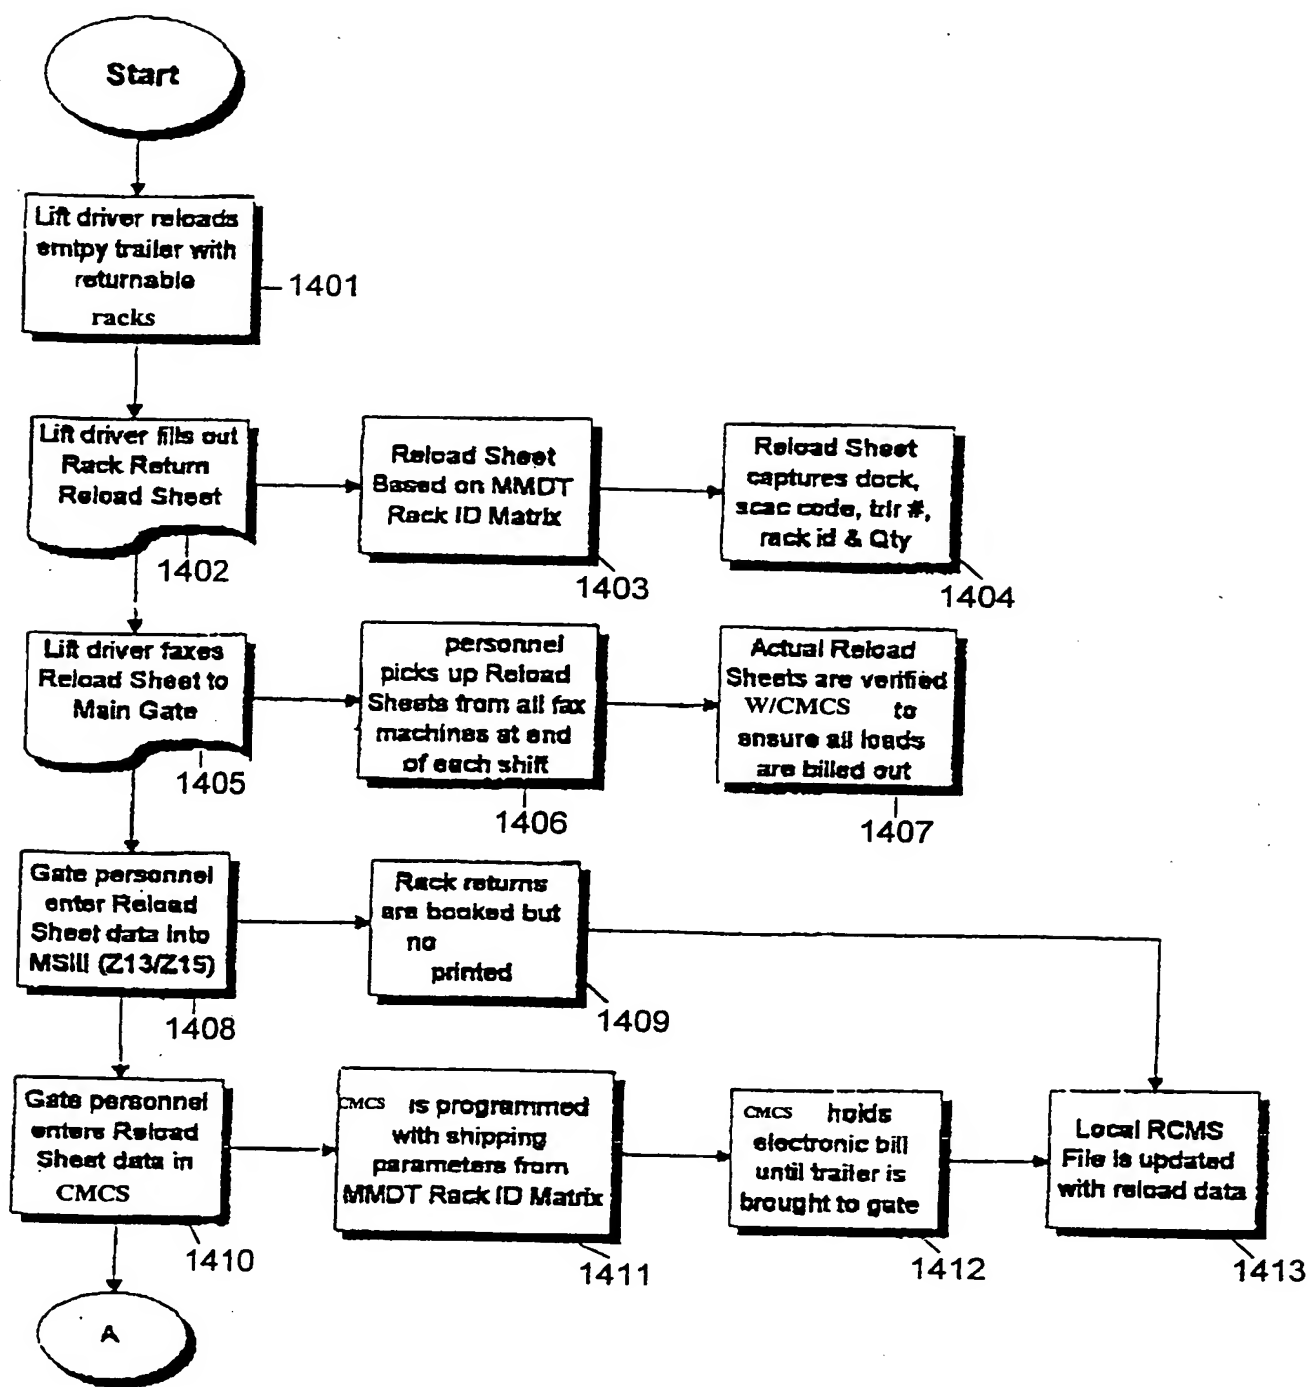 Start
Lift driver reloads
emtpy trailer with
returnable
racks
1401
Lift driver fills out
Rack Return
Reload Sheet
1402
Reload Sheet
Based on MMDT
Rack ID Matrix
1403
Reload Sheet
captures dock,
scac code, trlr #,
rack id & Qty
1404
Lift driver faxes
Reload Sheet to
Main Gate
1405
personnel
picks up Reload
Sheets from all fax
machines at end
of each shift
1406
Actual Reload
Sheets are verified
W/CMCS to
ensure all loads
are billed out
1407
Gate personnel
enter Reload
Sheet data into
MSIII (Z13/Z15)
1408
Rack returns
are booked but
no
printed
1409
Gate personnel
enters Reload
Sheet data in
CMCS
1410
CMCS is programmed
with shipping
parameters from
MMDT Rack ID Matrix
1411
CMCS holds
electronic bill
until trailer is
brought to gate
1412
Local RCMS
File is updated
with reload data
1413
A